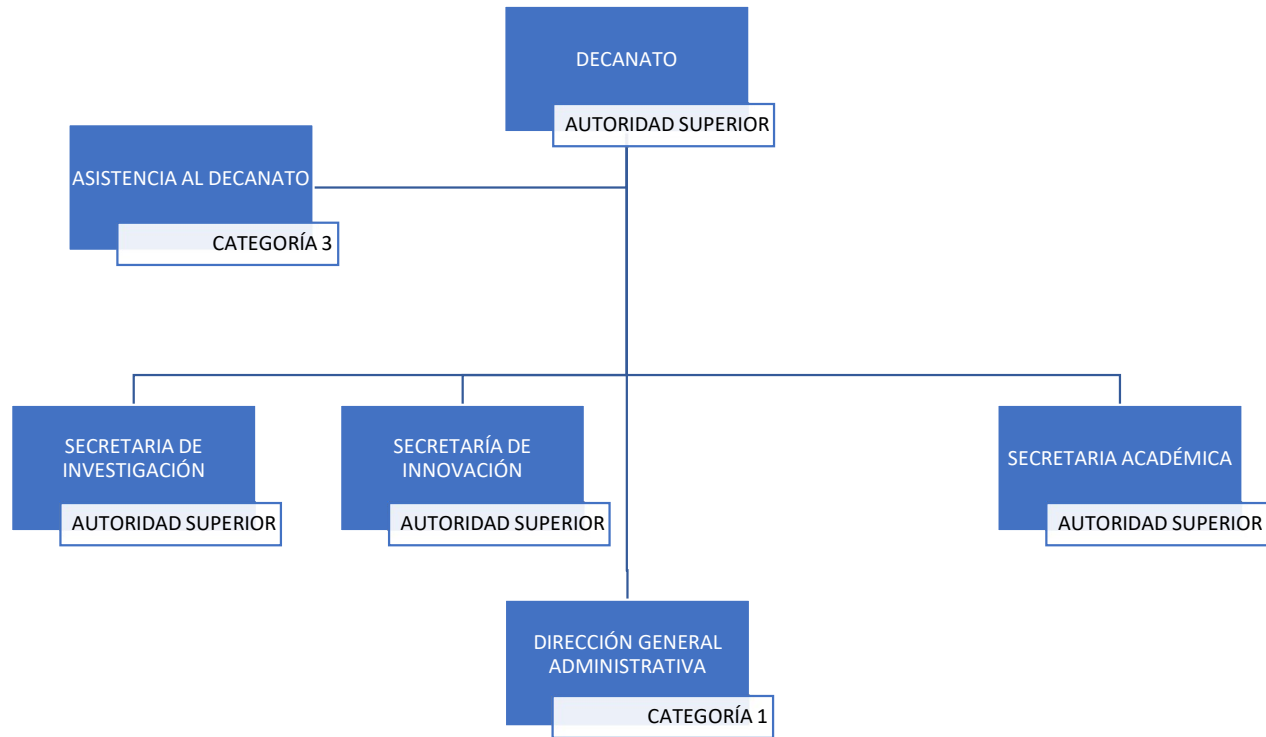 DECANATO
AUTORIDAD SUPERIOR
ASISTENCIA AL DECANATO
CATEGORÍA 3
SECRETARIA DE
INVESTIGACIÓN
AUTORIDAD SUPERIOR
SECRETARÍA DE
INNOVACIÓN
AUTORIDAD SUPERIOR
SECRETARIA ACADÉMICA
AUTORIDAD SUPERIOR
DIRECCIÓN GENERAL
ADMINISTRATIVA
CATEGORÍA 1